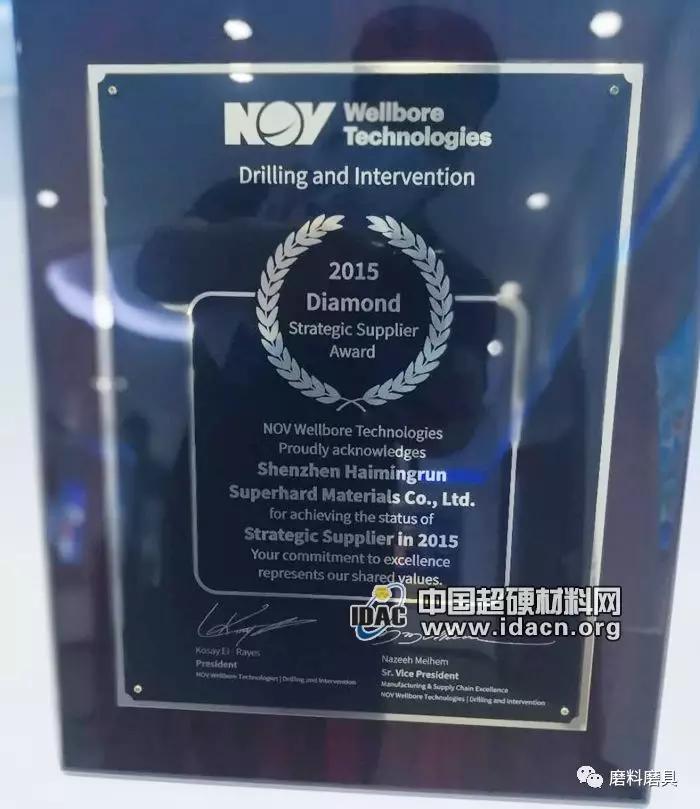 NOV Wellbore
Technologies
Drilling and Intervention
2015
Diamond
Strategic Supplier
Award
NOV Wellbore Technologies
Proudly acknowledges
Shenzhen Haimingrun
Superhard Materials Co., Ltd.
for achieving the status of
Strategic Supplier in 2015
Your commitment to excellence
represents our shared values.
IDAC 中国超硬材料网
www.idacn.org
Kosay El - Rayes
President
NOV Wellbore Technologies | Drilling and Intervention
Nazeeh Melhem
Sr. Vice President
Manufacturing & Supply Chain Excellence
NOV Wellbore Technologies | Drilling and Intervention
磨料磨具